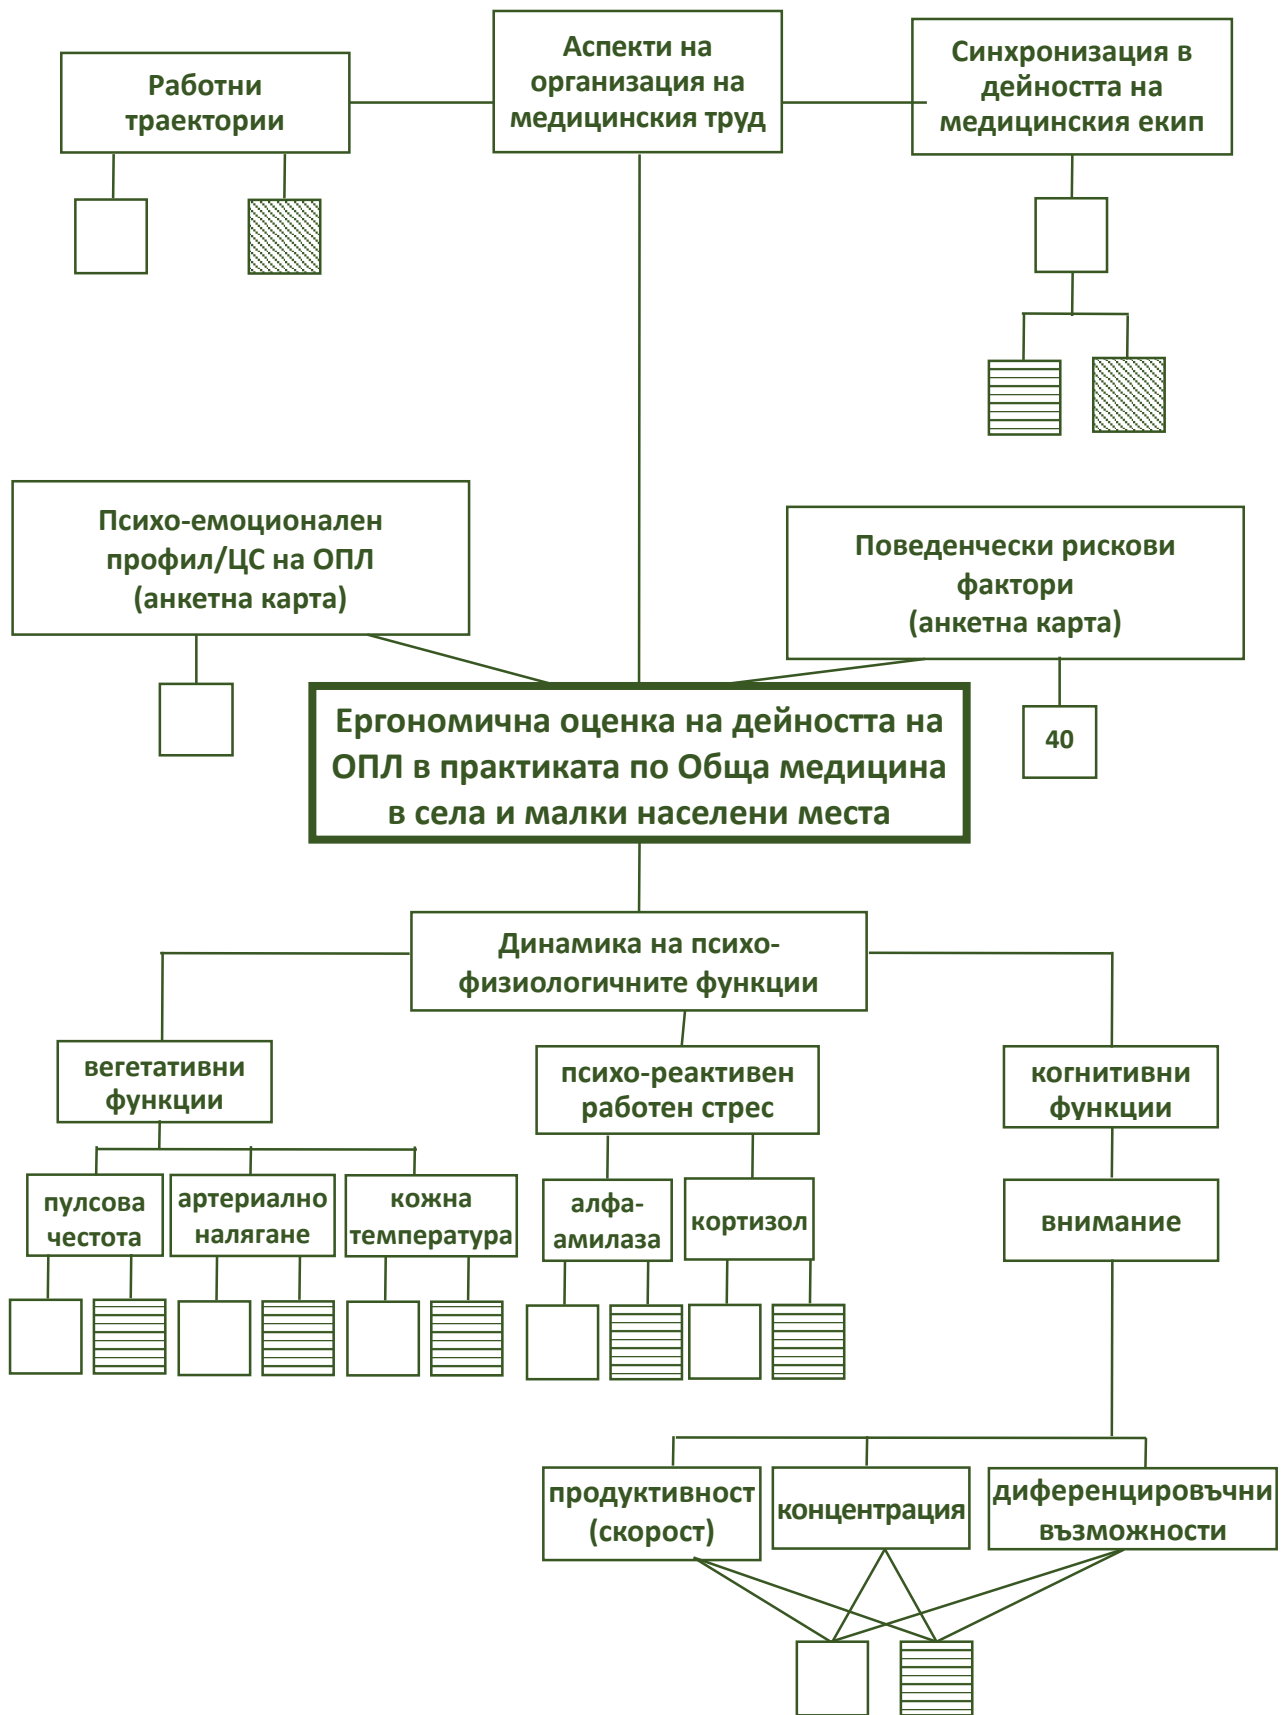 Работни
траектории
Аспекти на
организация на
медицинския труд
Синхронизация в
дейността на
медицинския екип
Психо-емоционален
профил/ЦС на ОПЛ
(анкетна карта)
Поведенчески рискови
фактори
(анкетна карта)
40
Ергономична оценка на дейността на
ОПЛ в практиката по Обща медицина
в села и малки населени места
Динамика на психо-
физиологичните функции
вегетативни
функции
психо-реактивен
работен стрес
когнитивни
функции
пулсова
честота
артериално
налягане
кожна
температура
алфа-
амилаза
кортизол
внимание
продуктивност
(скорост)
концентрация
диференцировъчни
възможности